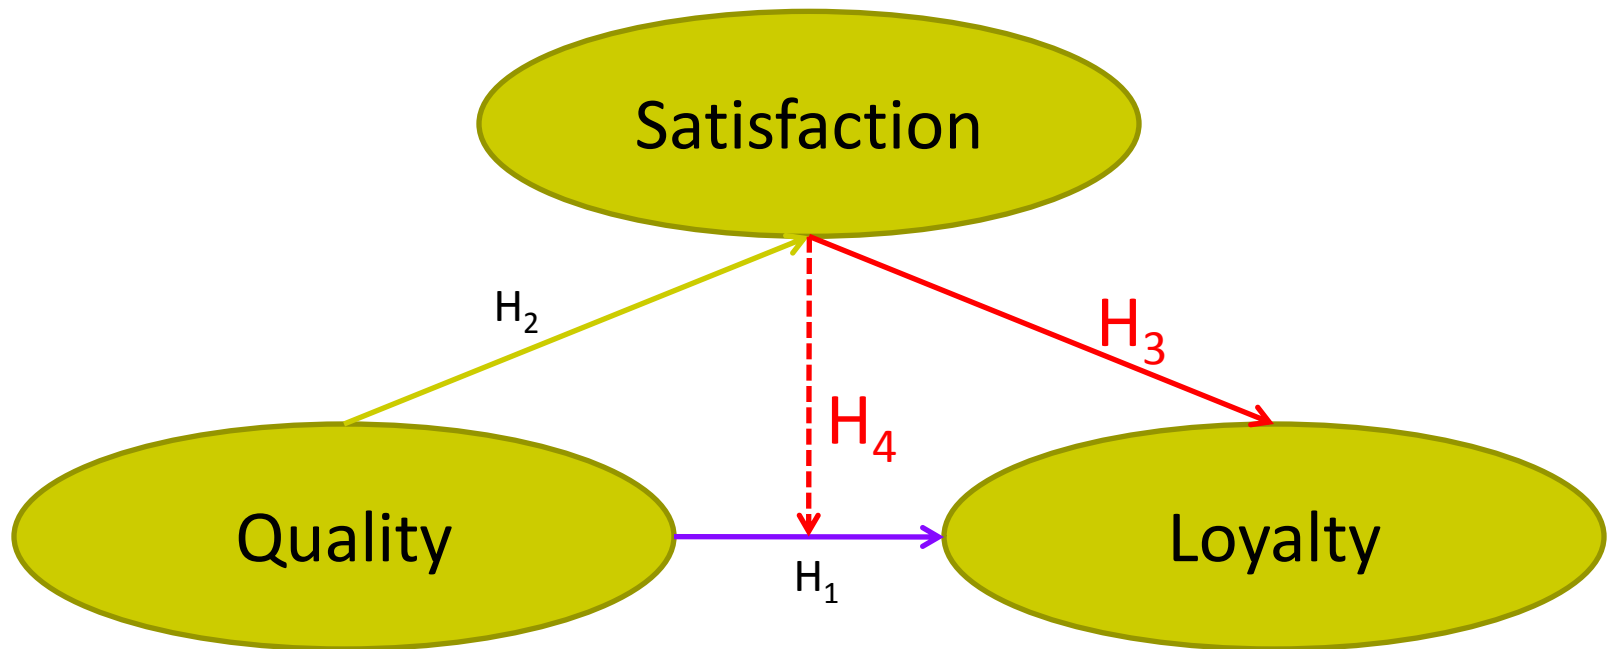 Satisfaction
H₂
H₃
H₄
Quality
Loyalty
H₁